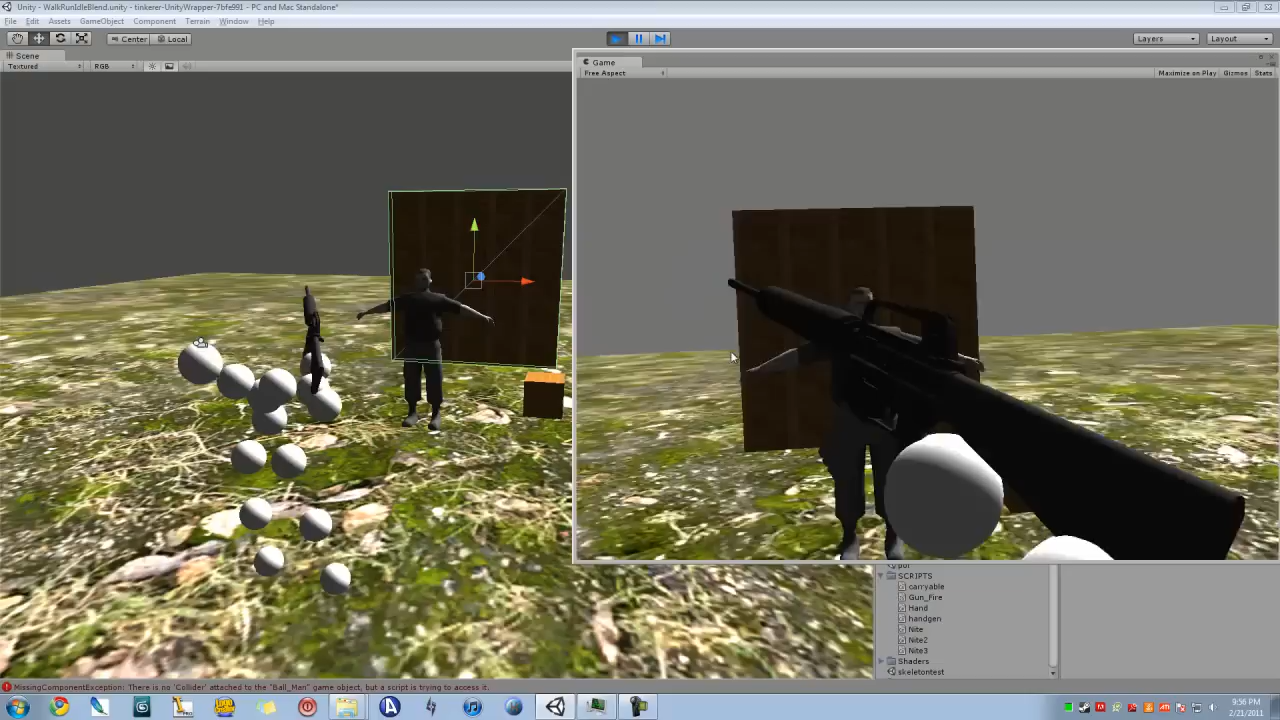 Unity - WalkRunIdleBlend.unity - tinkerer-UnityWrapper-7bfe991 - PC and Mac Standalone*
File Edit Assets GameObject Component Terrain Window Help
Center Local Layers Layout
Scene
Textured RGB
Game
Free Aspect Maximize on Play Gizmos Stats
SCRIPTS
carryable
Gun_Fire
Hand
handgen
Nite
Nite2
Nite3
Shaders
skeletontest
MissingComponentException: There is no 'Collider' attached to the "Ball_Man" game object, but a script is trying to access it.
9:56 PM
2/21/2011